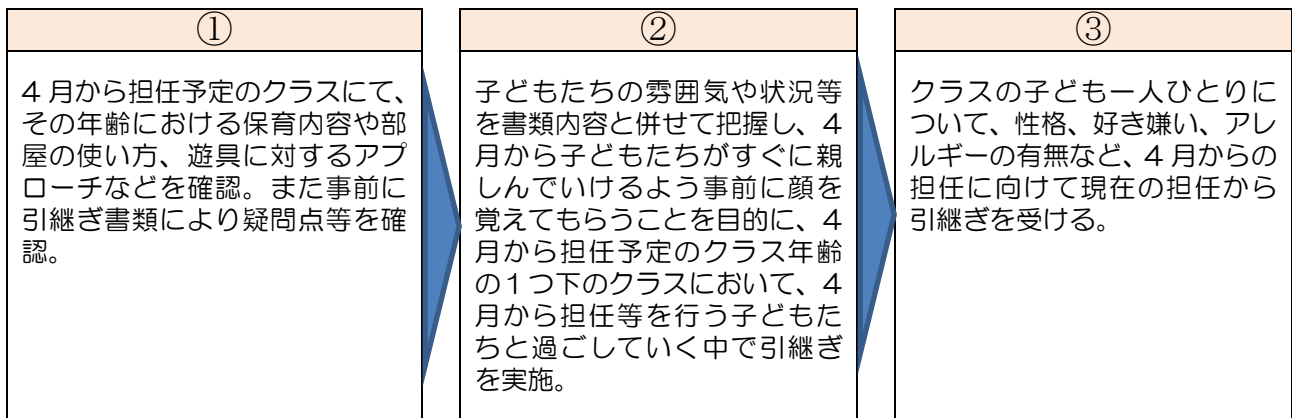 ①
4月から担任予定のクラスにて、
その年齢における保育内容や部
屋の使い方、遊具に対するアプ
ローチなどを確認。また事前に
引継ぎ書類により疑問点等を確
認。
②
子どもたちの雰囲気や状況等
を書類内容と併せて把握し、4
月から子どもたちがすぐに親
しんでいけるよう事前に顔を
覚えてもらうことを目的に、4
月から担任予定のクラス年齢
の1つ下のクラスにおいて、4
月から担任等を行う子どもた
ちと過ごしていく中で引継ぎ
を実施。
③
クラスの子ども一人ひとりに
ついて、性格、好き嫌い、アレ
ルギーの有無など、4月からの
担任に向けて現在の担任から
引継ぎを受ける。